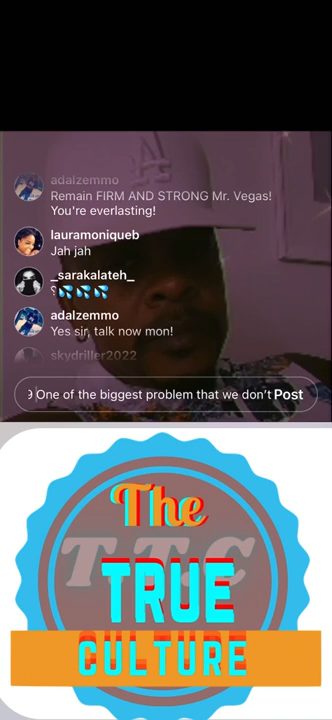 adalzemmo
Remain FIRM AND STRONG Mr. Vegas!
You're everlasting!
lauramoniqueb
Jah jah
_sarakalateh_
adalzemmo
Yes sir, talk now mon!
skydriller2022
9 One of the biggest problem that we don't Post
The
T.T.C
TRUE
CULTURE